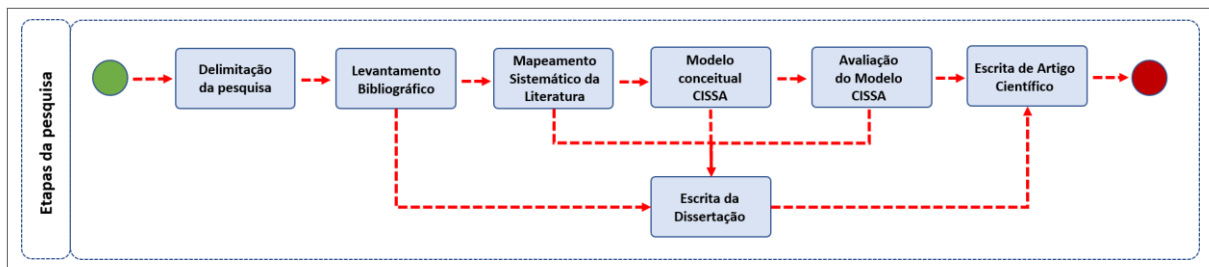 Etapas da pesquisa
Delimitação
da pesquisa
Levantamento
Bibliográfico
Mapeamento
Sistemático da
Literatura
Modelo
conceitual
CISSA
Avaliação
do Modelo
CISSA
Escrita de Artigo
Científico
Escrita da
Dissertação